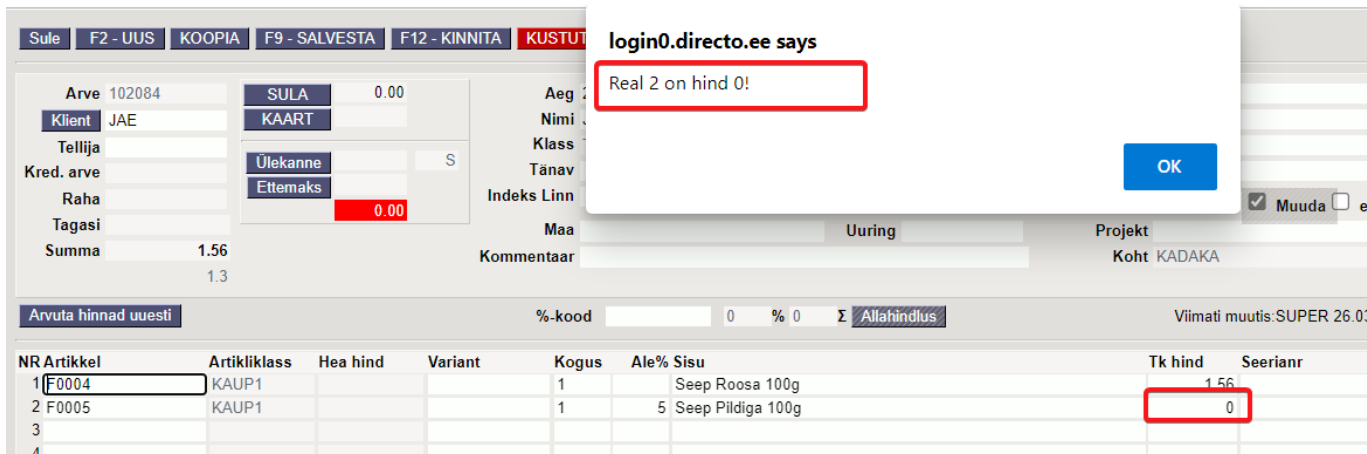 Sule F2 - UUS KOOPIA F9 - SALVESTA F12 - KINNITA KUSTUT
login0.directo.ee says
Real 2 on hind 0!
OK
Arve 102084 SULA 0.00 Aeg
Klient JAE KAART Nimi
Tellija Klass
Kred. arve Ülekanne S Tänav
Raha Ettemaks Indeks Linn Muuda
0.00
Tagasi Maa Uuring Projekt
Summa 1.56 Kommentaar Koht KADAKA
1.3
Arvuta hinnad uuesti %-kood 0 % 0 Σ Allahindlus Viimati muutis:SUPER 26.03
NR Artikkel Artikliklass Hea hind Variant Kogus Ale% Sisu Tk hind Seerianr
1 F0004 KAUP1 1 Seep Roosa 100g 1.56
2 F0005 KAUP1 1 5 Seep Pildiga 100g 0
3
4